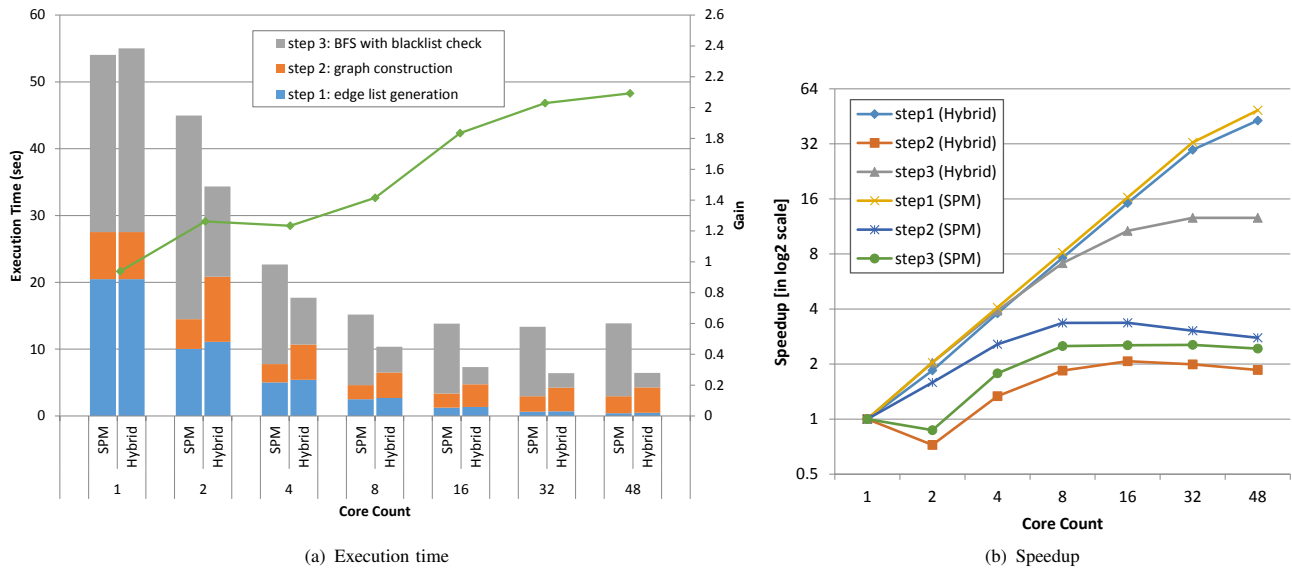 60
50
40
30
20
10
0
Execution Time (sec)
2.6
2.4
2.2
2
1.8
1.6
1.4
1.2
1
0.8
0.6
0.4
0.2
0
Gain
step 3: BFS with blacklist check
step 2: graph construction
step 1: edge list generation
SPM Hybrid SPM Hybrid SPM Hybrid SPM Hybrid SPM Hybrid SPM Hybrid SPM Hybrid
1 2 4 8 16 32 48
Core Count
(a) Execution time
64
32
16
8
4
2
1
0.5
Speedup [in log2 scale]
step1 (Hybrid)
step2 (Hybrid)
step3 (Hybrid)
step1 (SPM)
step2 (SPM)
step3 (SPM)
1 2 4 8 16 32 48
Core Count
(b) Speedup